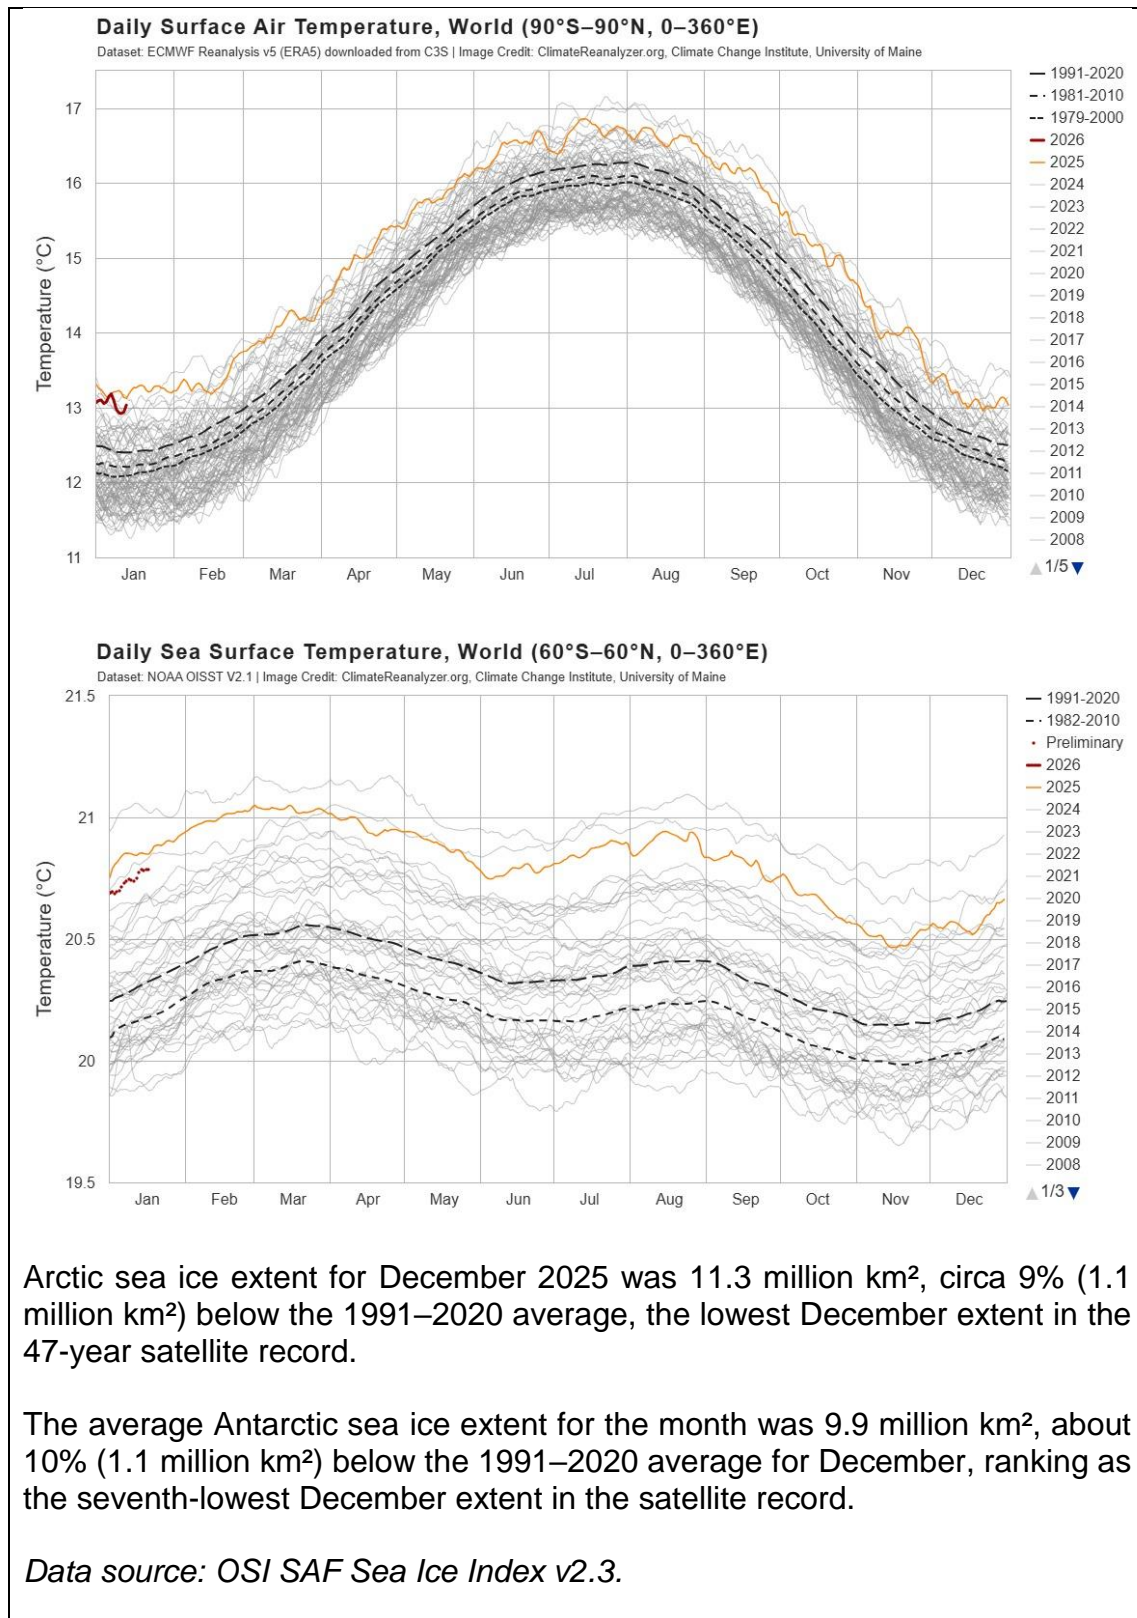 Daily Surface Air Temperature, World (90°S–90°N, 0–360°E)
Dataset: ECMWF Reanalysis v5 (ERA5) downloaded from C3S | Image Credit: ClimateReanalyzer.org, Climate Change Institute, University of Maine
Temperature (°C)
17
16
15
14
13
12
11
Jan
Feb
Mar
Apr
May
Jun
Jul
Aug
Sep
Oct
Nov
Dec
1991-2020
1981-2010
1979-2000
2026
2025
2024
2023
2022
2021
2020
2019
2018
2017
2016
2015
2014
2013
2012
2011
2010
2009
2008
1/5
Daily Sea Surface Temperature, World (60°S–60°N, 0–360°E)
Dataset: NOAA OISST V2.1 | Image Credit: ClimateReanalyzer.org, Climate Change Institute, University of Maine
Temperature (°C)
21.5
21
20.5
20
19.5
Jan
Feb
Mar
Apr
May
Jun
Jul
Aug
Sep
Oct
Nov
Dec
1991-2020
1982-2010
Preliminary
2026
2025
2024
2023
2022
2021
2020
2019
2018
2017
2016
2015
2014
2013
2012
2011
2010
2009
2008
1/3
Arctic sea ice extent for December 2025 was 11.3 million km², circa 9% (1.1
million km²) below the 1991–2020 average, the lowest December extent in the
47-year satellite record.
The average Antarctic sea ice extent for the month was 9.9 million km², about
10% (1.1 million km²) below the 1991–2020 average for December, ranking as
the seventh-lowest December extent in the satellite record.
Data source: OSI SAF Sea Ice Index v2.3.